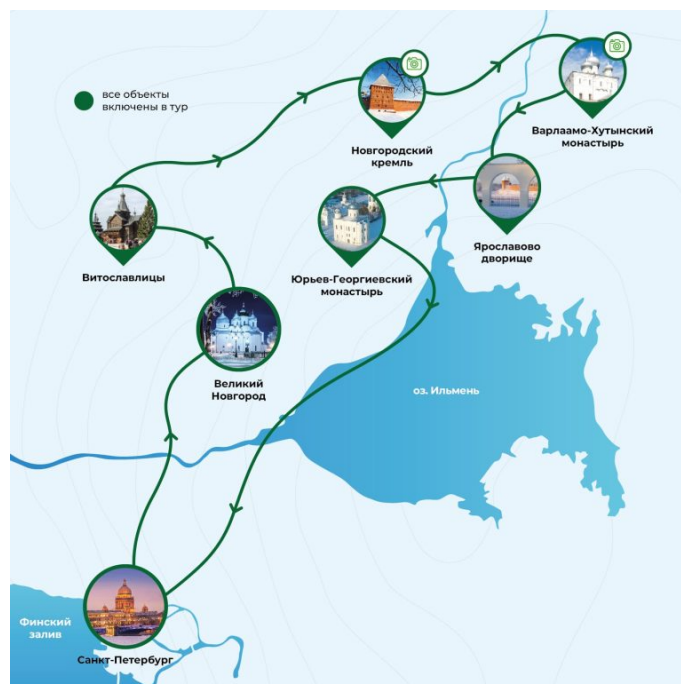 все объекты
включены в тур
Новгородский
кремль
Варлаамо-Хутынский
монастырь
Ярославово
дворище
Юрьев-Георгиевский
монастырь
Витославлицы
Великий
Новгород
оз. Ильмень
Финский
залив
Санкт-Петербург